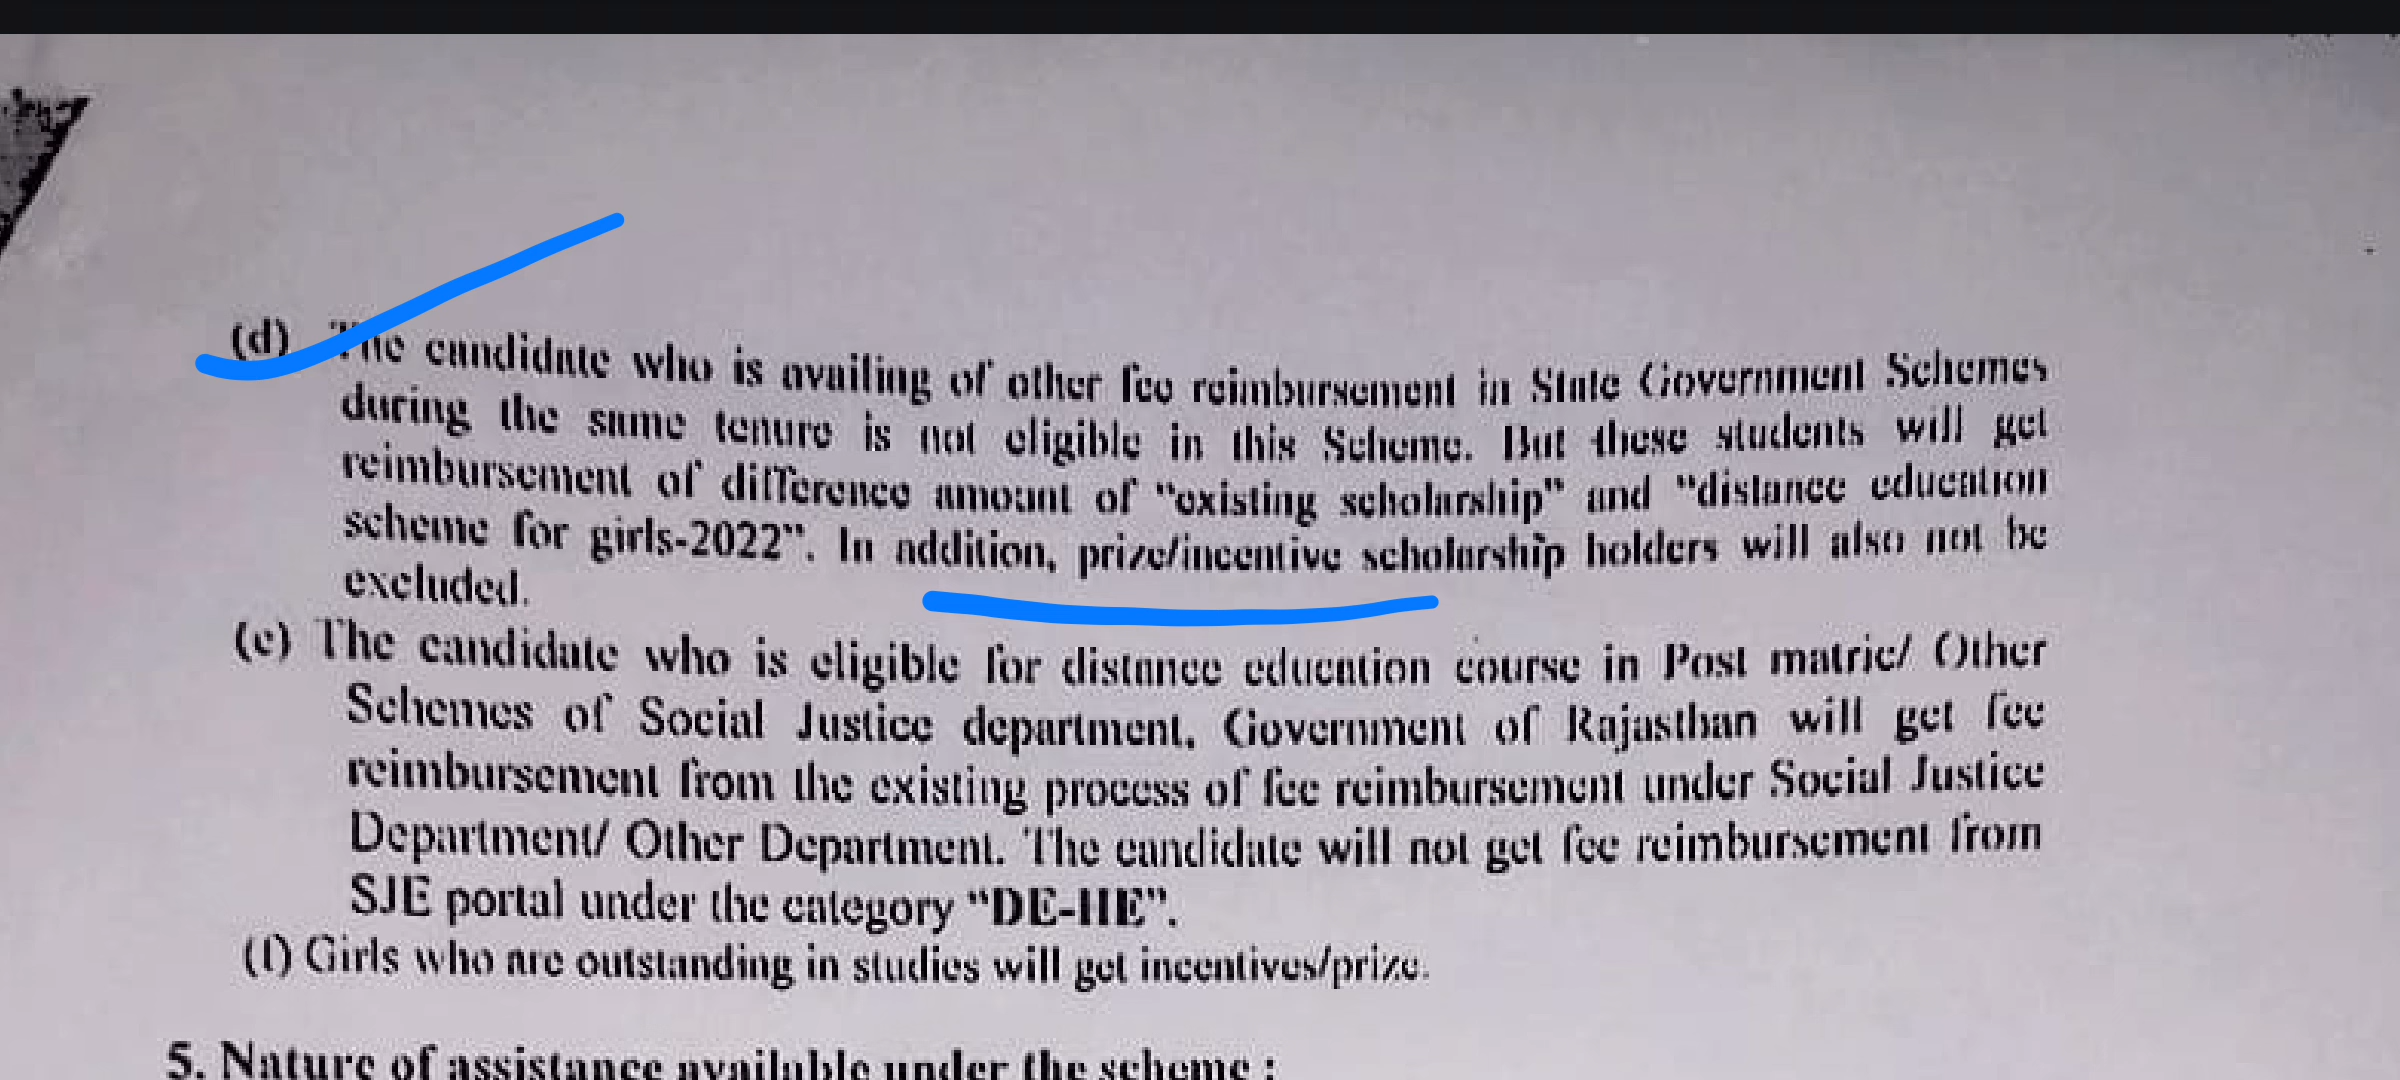 (d) The candidate who is availing of other fee reimbursement in State Government Schemes
during the same tenure is not eligible in this Scheme. But these students will get
reimbursement of difference amount of "existing scholarship" and "distance education
scheme for girls-2022". In addition, prize/incentive scholarship holders will also not be
excluded.
(e) The candidate who is eligible for distance education course in Post matric/ Other
Schemes of Social Justice department, Government of Rajasthan will get fee
reimbursement from the existing process of fee reimbursement under Social Justice
Department/ Other Department. The candidate will not get fee reimbursement from
SJE portal under the category "DE-HE".
(f) Girls who are outstanding in studies will get incentives/prize.
5. Nature of assistance available under the scheme :